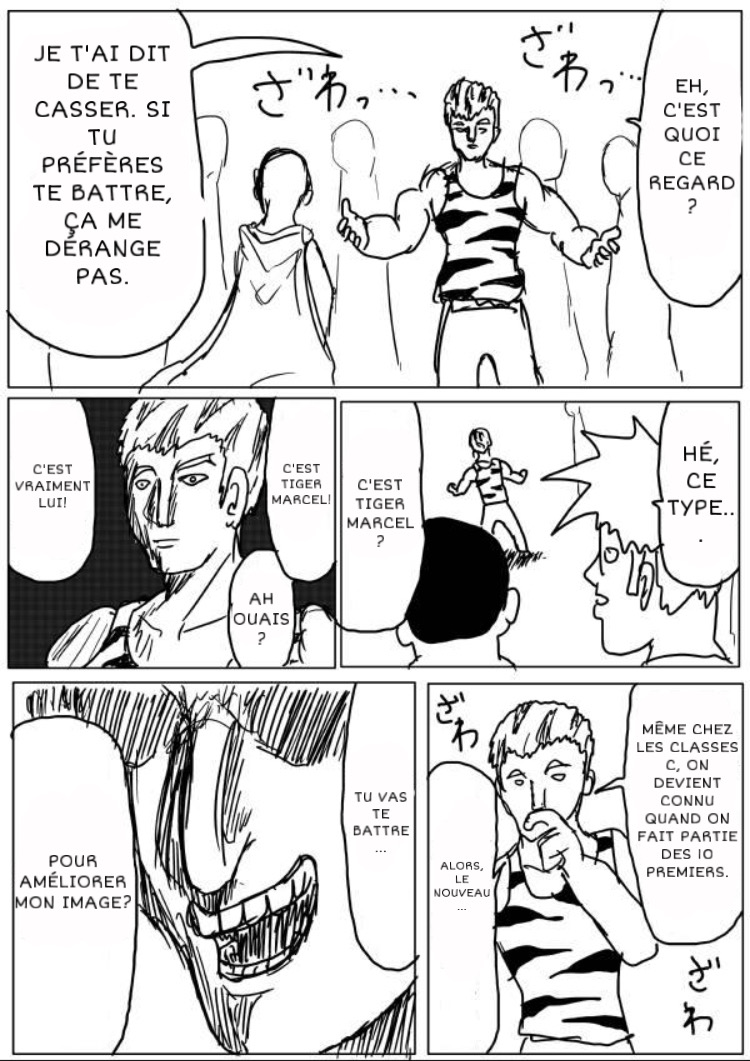 EH,
C'EST
QUOI
CE
REGARD
?
ざわっ…
ざわっ…
JE T'AI DIT
DE TE
CASSER. SI
TU
PRÉFÈRES
TE BATTRE,
ÇA ME
DÉRANGE
PAS.
HÉ,
CE
TYPE..
.
C'EST
TIGER
MARCEL
?
C'EST
TIGER
MARCEL!
AH
OUAIS
?
C'EST
VRAIMENT
LUI!
MÊME CHEZ
LES CLASSES
C, ON
DEVIENT
CONNU
QUAND ON
FAIT PARTIE
DES 10
PREMIERS.
ざわ
ざわ
ALORS,
LE
NOUVEAU
...
TU VAS
TE
BATTRE
...
POUR
AMÉLIORER
MON IMAGE?